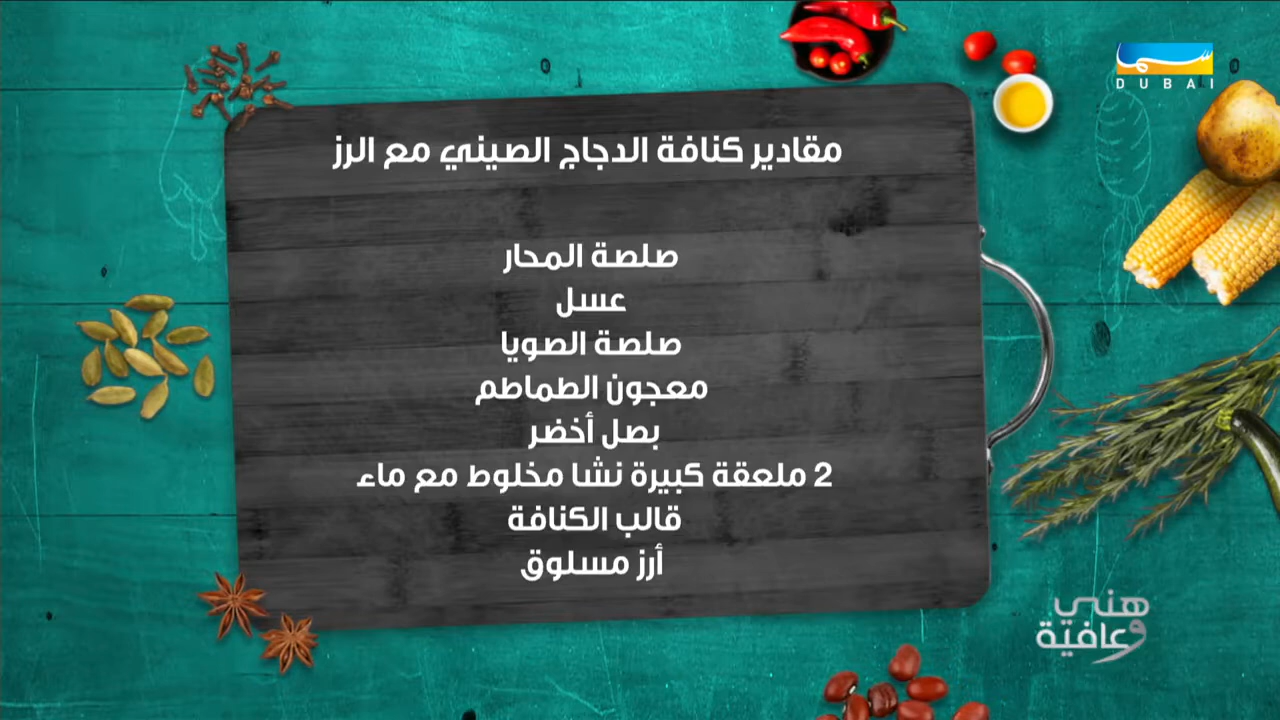 سما
DUBAI
مقادير كنافة الدجاج الصيني مع الرز
صلصة المحار
عسل
صلصة الصويا
معجون الطماطم
بصل أخضر
2 ملعقة كبيرة نشا مخلوط مع ماء
قالب الكنافة
أرز مسلوق
هني
وعافية